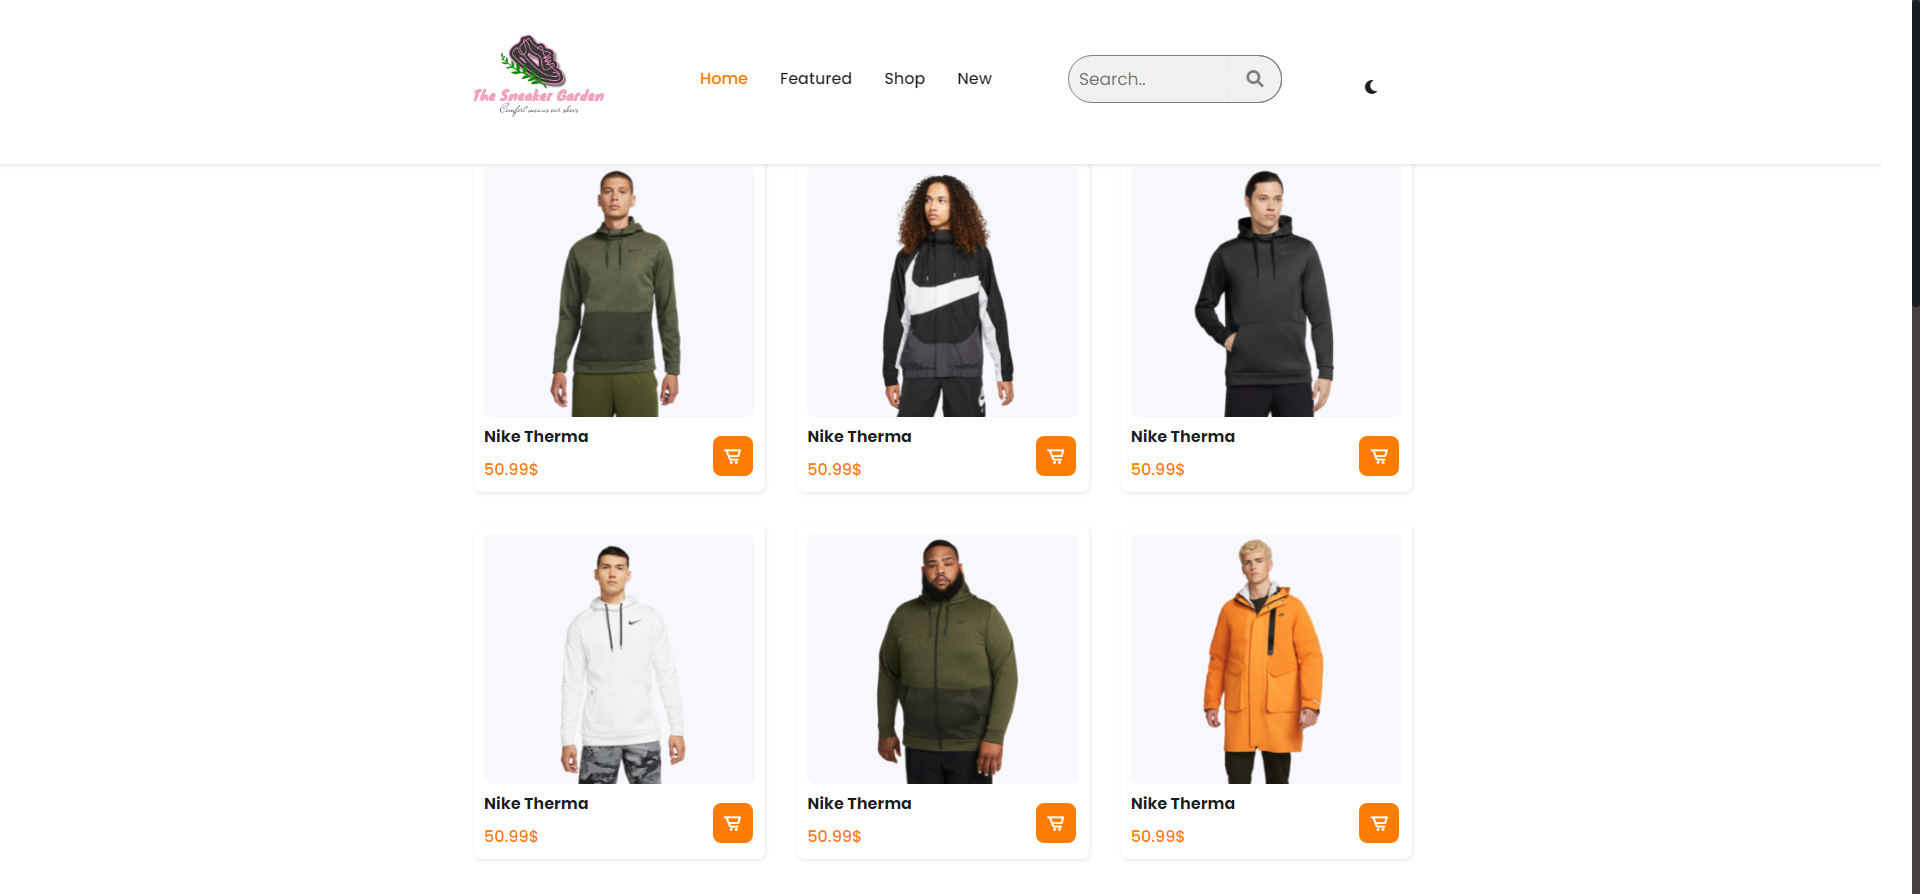 The Sneaker Garden
Comfort means our shoes
Home
Featured
Shop
New
Search..
Nike Therma
50.99$
Nike Therma
50.99$
Nike Therma
50.99$
Nike Therma
50.99$
Nike Therma
50.99$
Nike Therma
50.99$